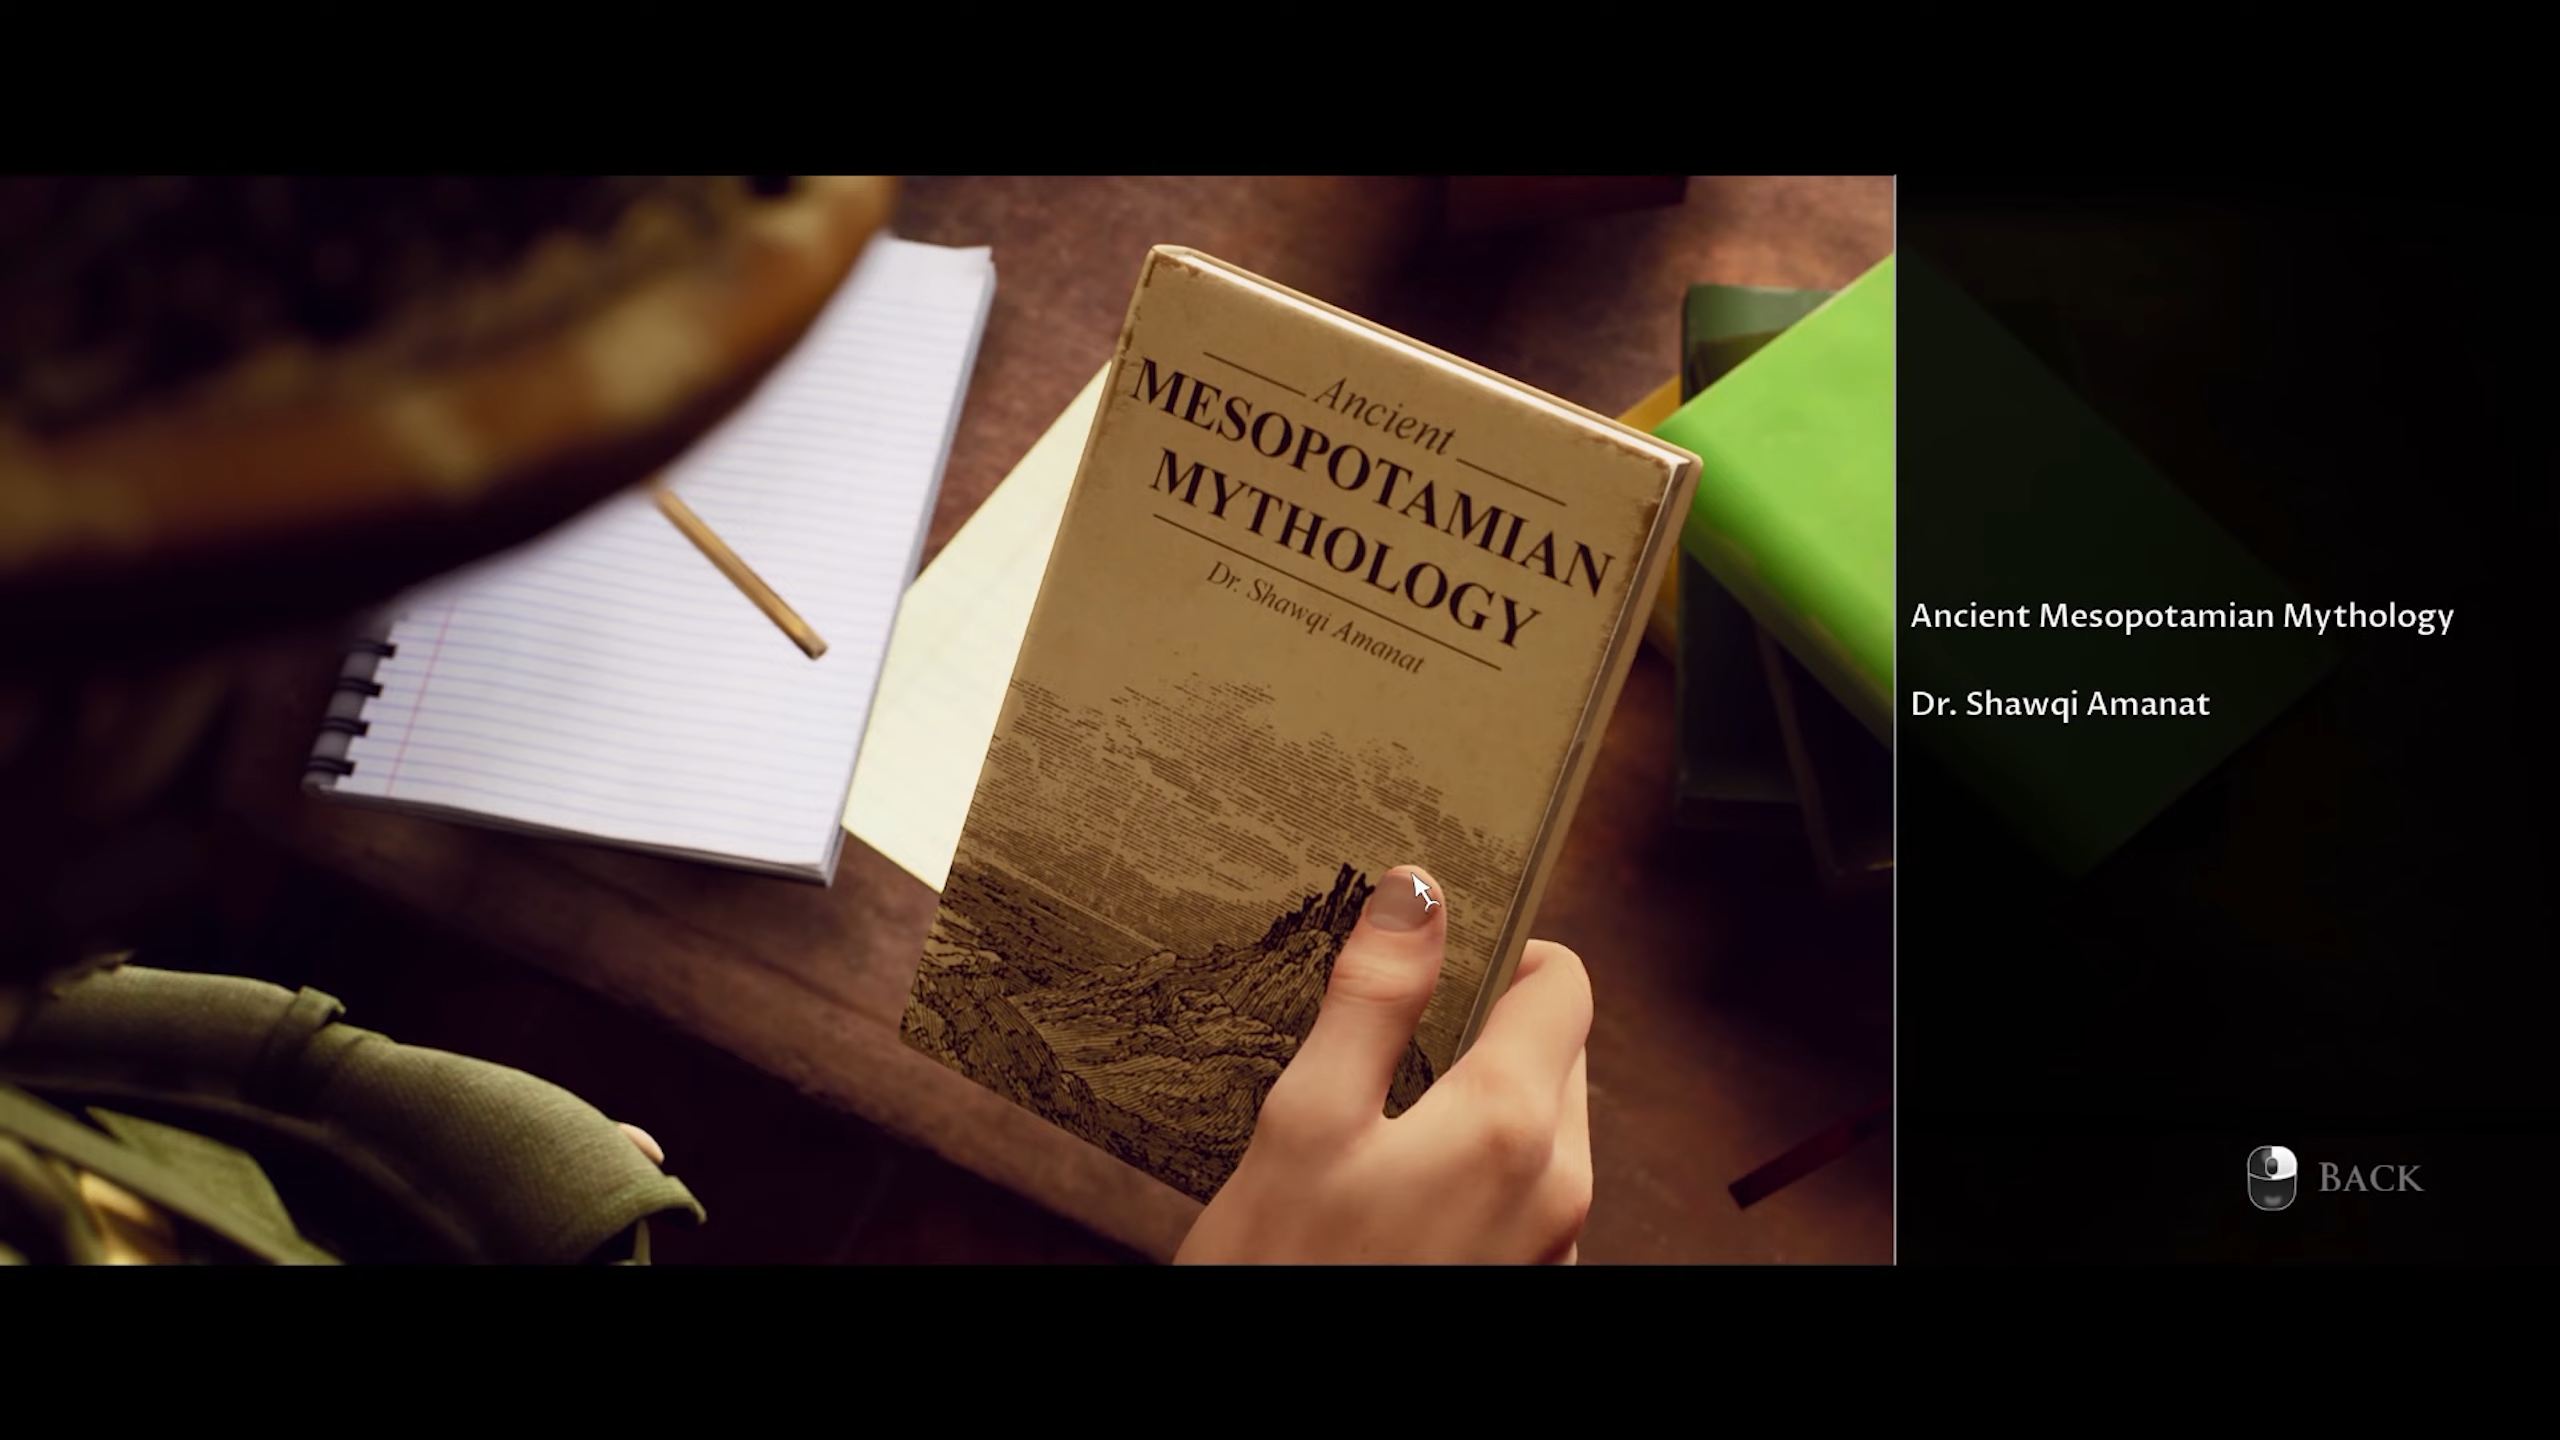 Ancient
MESOPOTAMIAN
MYTHOLOGY
Dr. Shawqi Amanat
Ancient Mesopotamian Mythology
Dr. Shawqi Amanat
BACK